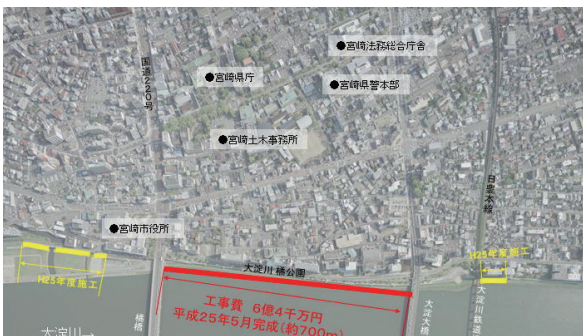 ●宮崎法務総合庁舎
国道220号
●宮崎県庁
●宮崎県警本部
●宮崎土木事務所
日豊本線
●宮崎市役所
大淀川 橘公園
H25年度施工
H25年度施工
工事費 6億4千万円
平成25年5月完成(約700m)
橘橋
大淀大橋
大淀川鉄道
大淀川→